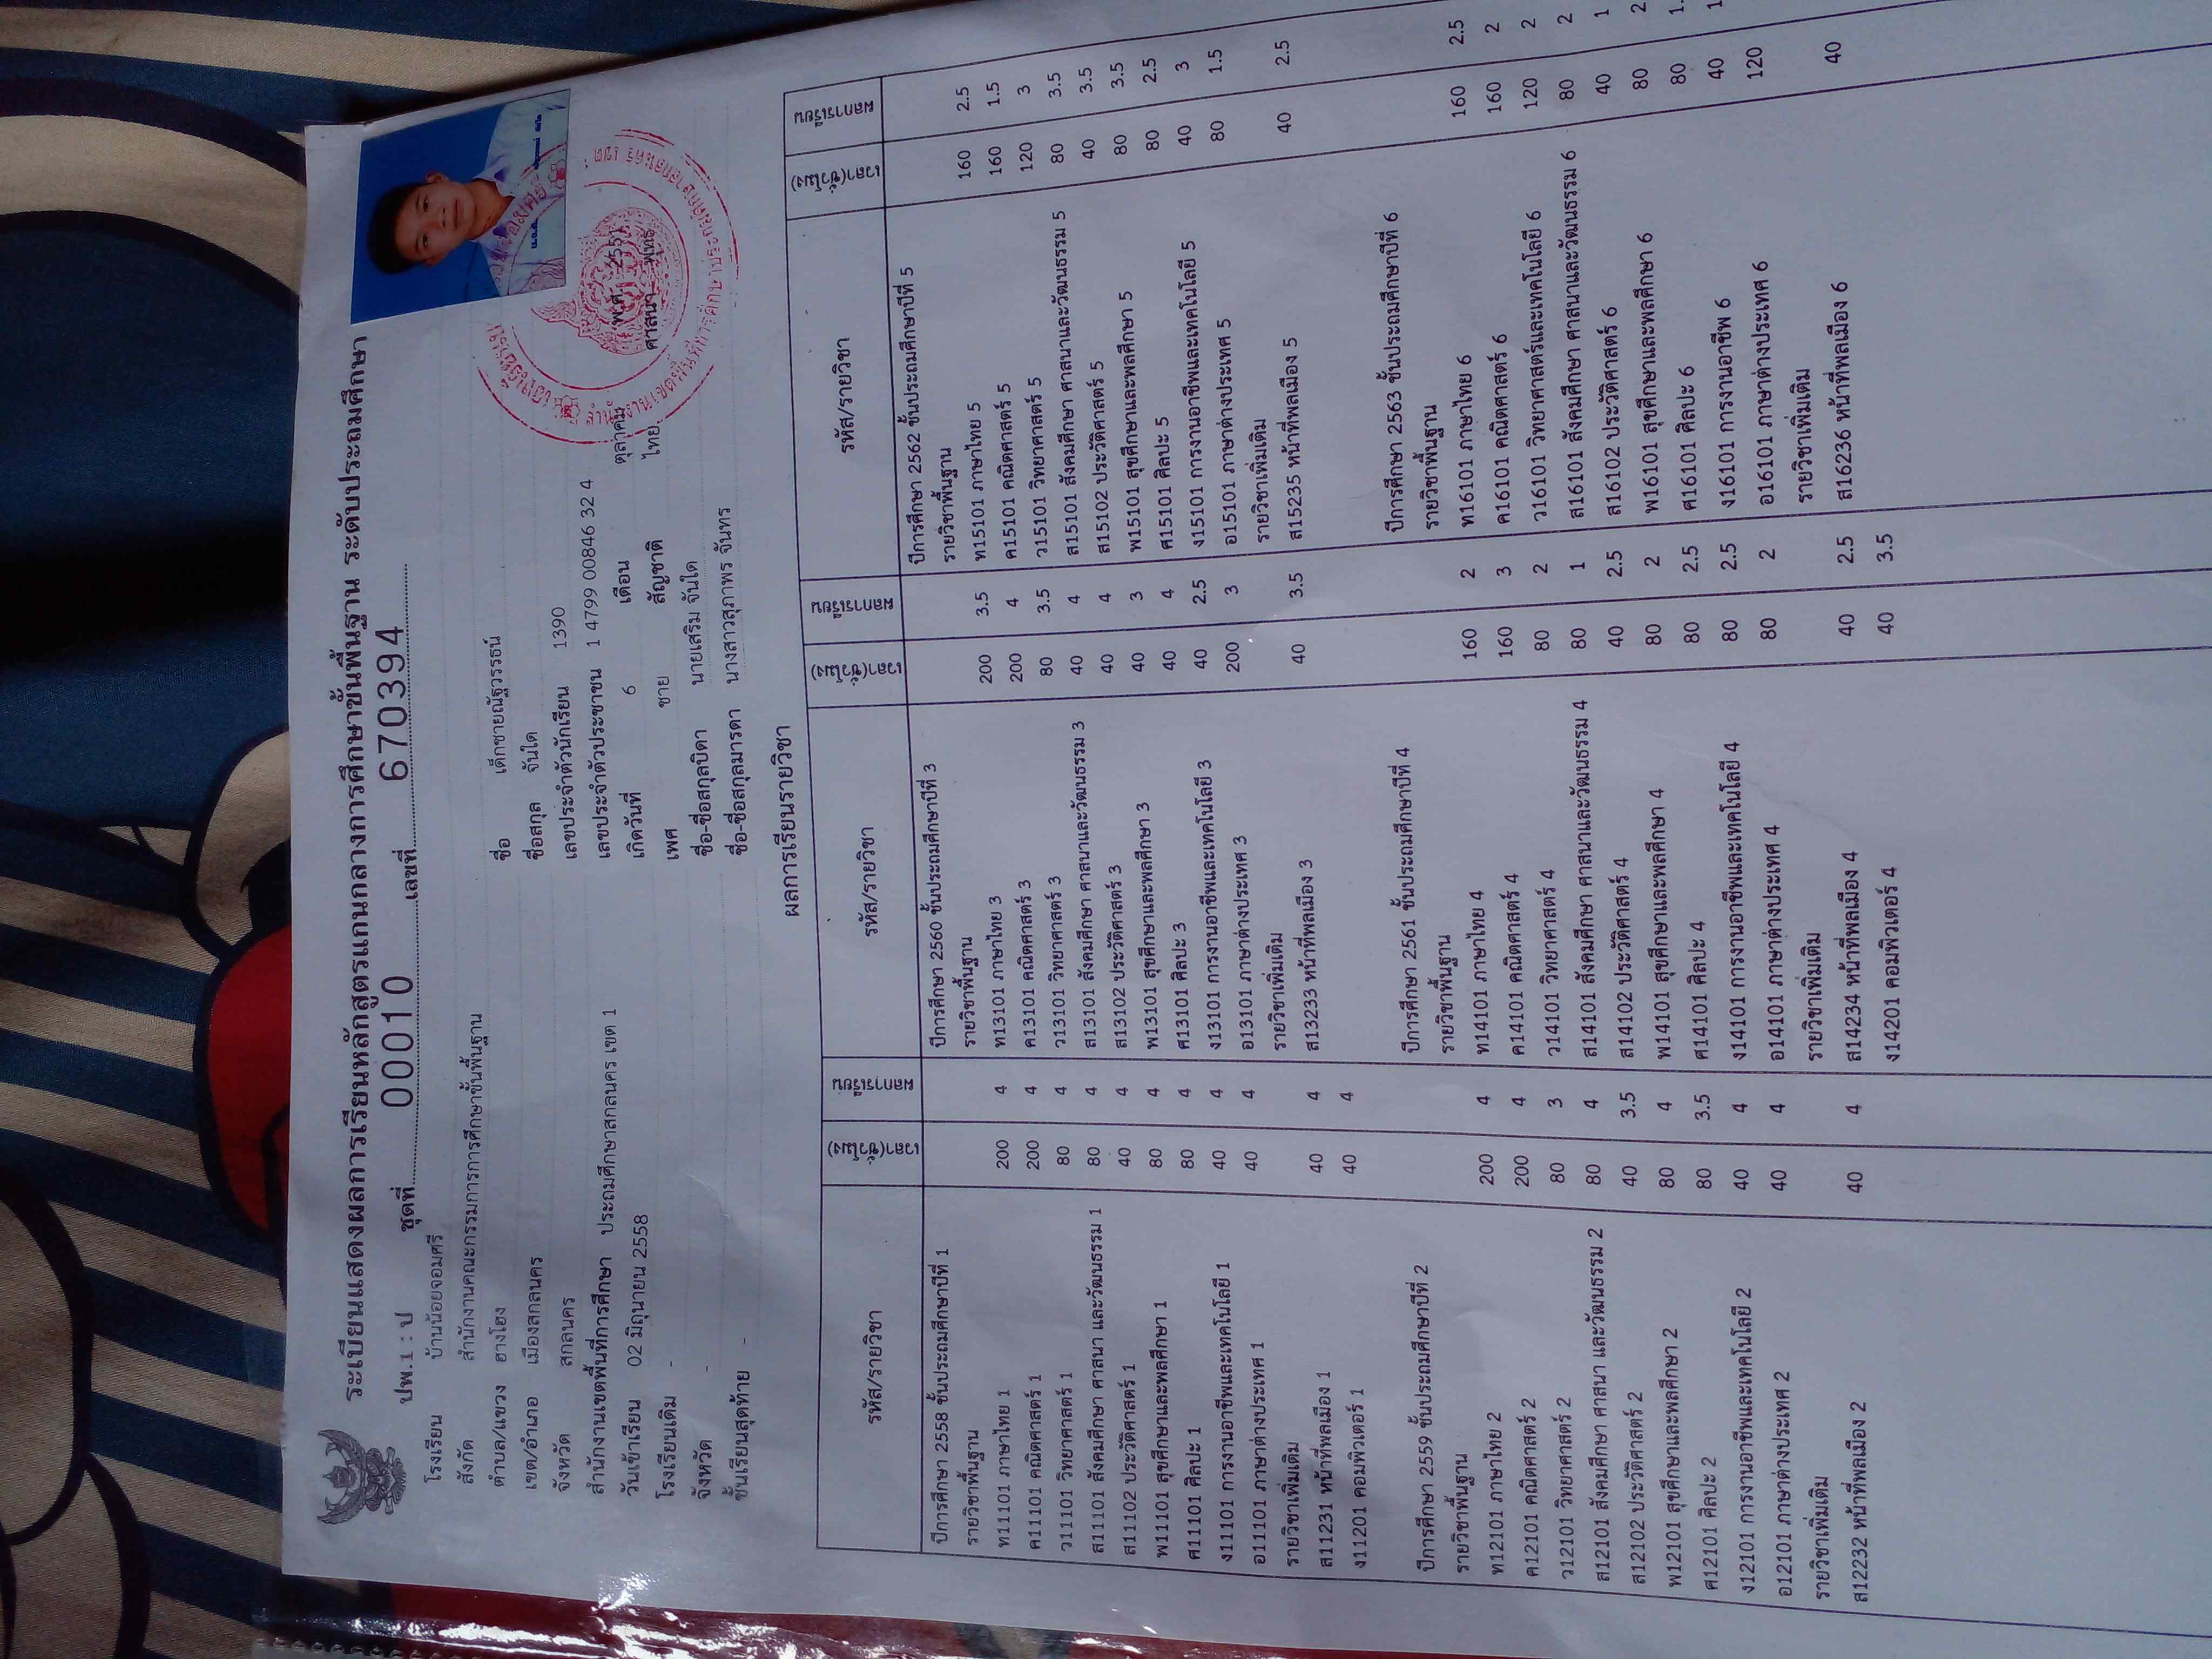 ระเบียนแสดงผลการเรียนหลักสูตรแกนกลางการศึกษาขั้นพื้นฐาน ระดับประถมศึกษา
ปพ.1 : ป ชุดที่ 00010 เลขที่ 670394
โรงเรียน บ้านน้อยจอมศรี
สังกัด สำนักงานคณะกรรมการการศึกษาขั้นพื้นฐาน
ตำบล/แขวง ฮางโฮง
เขต/อำเภอ เมืองสกลนคร
จังหวัด สกลนคร
สำนักงานเขตพื้นที่การศึกษา ประถมศึกษาสกลนคร เขต 1
วันเข้าเรียน 02 มิถุนายน 2558
โรงเรียนเดิม -
จังหวัด -
ชั้นเรียนสุดท้าย -
ชื่อ เด็กชายณัฐวรรธน์
ชื่อสกุล จันใด
เลขประจำตัวนักเรียน 1390
เลขประจำตัวประชาชน 1 4799 00846 32 4
เกิดวันที่ 6 เดือน ตุลาคม พ.ศ. 2551
เพศ ชาย สัญชาติ ไทย ศาสนา พุทธ
ชื่อ-ชื่อสกุลบิดา นายเสริม จันใด
ชื่อ-ชื่อสกุลมารดา นางสาวสุภาพร จันทร
ผลการเรียนรายวิชา
รหัส/รายวิชา เวลา(ชั่วโมง) ผลการเรียน
ปีการศึกษา 2558 ชั้นประถมศึกษาปีที่ 1
รายวิชาพื้นฐาน
ท11101 ภาษาไทย 1 200 4
ค11101 คณิตศาสตร์ 1 200 4
ว11101 วิทยาศาสตร์ 1 80 4
ส11101 สังคมศึกษา ศาสนา และวัฒนธรรม 1 80 4
ส11102 ประวัติศาสตร์ 1 40 4
พ11101 สุขศึกษาและพลศึกษา 1 80 4
ศ11101 ศิลปะ 1 80 4
ง11101 การงานอาชีพและเทคโนโลยี 1 40 4
อ11101 ภาษาต่างประเทศ 1 40 4
รายวิชาเพิ่มเติม
ส11231 หน้าที่พลเมือง 1 40 4
ง11201 คอมพิวเตอร์ 1 40 4
ปีการศึกษา 2559 ชั้นประถมศึกษาปีที่ 2
รายวิชาพื้นฐาน
ท12101 ภาษาไทย 2 200 4
ค12101 คณิตศาสตร์ 2 200 4
ว12101 วิทยาศาสตร์ 2 80 3
ส12101 สังคมศึกษา ศาสนา และวัฒนธรรม 2 80 4
ส12102 ประวัติศาสตร์ 2 40 3.5
พ12101 สุขศึกษาและพลศึกษา 2 80 4
ศ12101 ศิลปะ 2 80 3.5
ง12101 การงานอาชีพและเทคโนโลยี 2 40 4
อ12101 ภาษาต่างประเทศ 2 40 4
รายวิชาเพิ่มเติม
ส12232 หน้าที่พลเมือง 2 40 4
รหัส/รายวิชา เวลา(ชั่วโมง) ผลการเรียน
ปีการศึกษา 2560 ชั้นประถมศึกษาปีที่ 3
รายวิชาพื้นฐาน
ท13101 ภาษาไทย 3 200 3.5
ค13101 คณิตศาสตร์ 3 200 4
ว13101 วิทยาศาสตร์ 3 80 3.5
ส13101 สังคมศึกษา ศาสนาและวัฒนธรรม 3 40 4
ส13102 ประวัติศาสตร์ 3 40 4
พ13101 สุขศึกษาและพลศึกษา 3 40 3
ศ13101 ศิลปะ 3 40 4
ง13101 การงานอาชีพและเทคโนโลยี 3 40 2.5
อ13101 ภาษาต่างประเทศ 3 200 3
รายวิชาเพิ่มเติม
ส13233 หน้าที่พลเมือง 3 40 3.5
ปีการศึกษา 2561 ชั้นประถมศึกษาปีที่ 4
รายวิชาพื้นฐาน
ท14101 ภาษาไทย 4 160 2
ค14101 คณิตศาสตร์ 4 160 3
ว14101 วิทยาศาสตร์ 4 80 2
ส14101 สังคมศึกษา ศาสนาและวัฒนธรรม 4 80 1
ส14102 ประวัติศาสตร์ 4 40 2.5
พ14101 สุขศึกษาและพลศึกษา 4 80 2
ศ14101 ศิลปะ 4 80 2.5
ง14101 การงานอาชีพและเทคโนโลยี 4 80 2.5
อ14101 ภาษาต่างประเทศ 4 80 2
รายวิชาเพิ่มเติม
ส14234 หน้าที่พลเมือง 4 40 2.5
ง14201 คอมพิวเตอร์ 4 40 3.5
รหัส/รายวิชา เวลา(ชั่วโมง) ผลการเรียน
ปีการศึกษา 2562 ชั้นประถมศึกษาปีที่ 5
รายวิชาพื้นฐาน
ท15101 ภาษาไทย 5 160 2.5
ค15101 คณิตศาสตร์ 5 160 1.5
ว15101 วิทยาศาสตร์ 5 120 3
ส15101 สังคมศึกษา ศาสนาและวัฒนธรรม 5 80 3.5
ส15102 ประวัติศาสตร์ 5 40 3.5
พ15101 สุขศึกษาและพลศึกษา 5 80 3.5
ศ15101 ศิลปะ 5 80 2.5
ง15101 การงานอาชีพและเทคโนโลยี 5 40 3
อ15101 ภาษาต่างประเทศ 5 80 1.5
รายวิชาเพิ่มเติม
ส15235 หน้าที่พลเมือง 5 40 2.5
ปีการศึกษา 2563 ชั้นประถมศึกษาปีที่ 6
รายวิชาพื้นฐาน
ท16101 ภาษาไทย 6 160 2.5
ค16101 คณิตศาสตร์ 6 160 2
ว16101 วิทยาศาสตร์และเทคโนโลยี 6 120 2
ส16101 สังคมศึกษา ศาสนาและวัฒนธรรม 6 80 2
ส16102 ประวัติศาสตร์ 6 40 1
พ16101 สุขศึกษาและพลศึกษา 6 80 2
ศ16101 ศิลปะ 6 80 1.
ง16101 การงานอาชีพ 6 40 1
อ16101 ภาษาต่างประเทศ 6 120
รายวิชาเพิ่มเติม
ส16236 หน้าที่พลเมือง 6 40